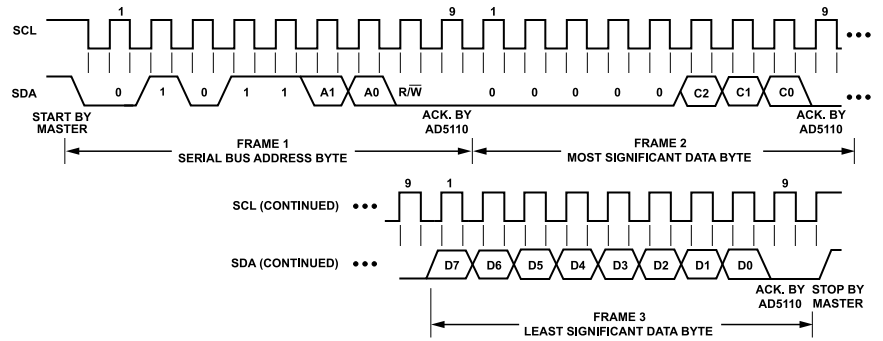 1 9 1 9
SCL
SDA 0 1 0 1 1 A1 A0 R/W̅ 0 0 0 0 0 C2 C1 C0
START BY MASTER
ACK. BY AD5110
ACK. BY AD5110
FRAME 1
SERIAL BUS ADDRESS BYTE
FRAME 2
MOST SIGNIFICANT DATA BYTE
9 1 9
SCL (CONTINUED)
SDA (CONTINUED) D7 D6 D5 D4 D3 D2 D1 D0
ACK. BY AD5110
STOP BY MASTER
FRAME 3
LEAST SIGNIFICANT DATA BYTE